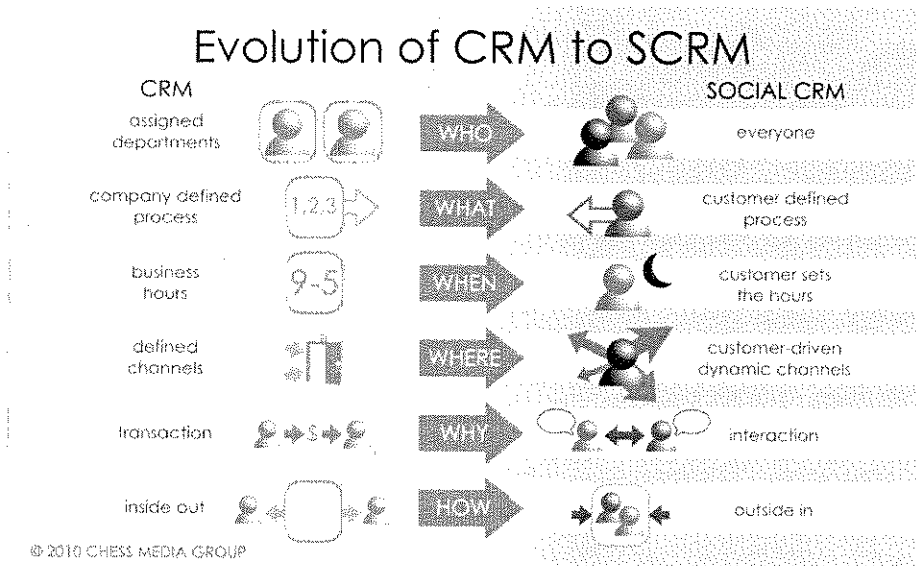 Evolution of CRM to SCRM
CRM
SOCIAL CRM
assigned
departments
WHO
everyone
company defined
process
1,2,3
WHAT
customer defined
process
business
hours
9-5
WHEN
customer sets
the hours
defined
channels
WHERE
customer-driven
dynamic channels
transaction
$
WHY
interaction
inside out
HOW
outside in
© 2010 CHESS MEDIA GROUP